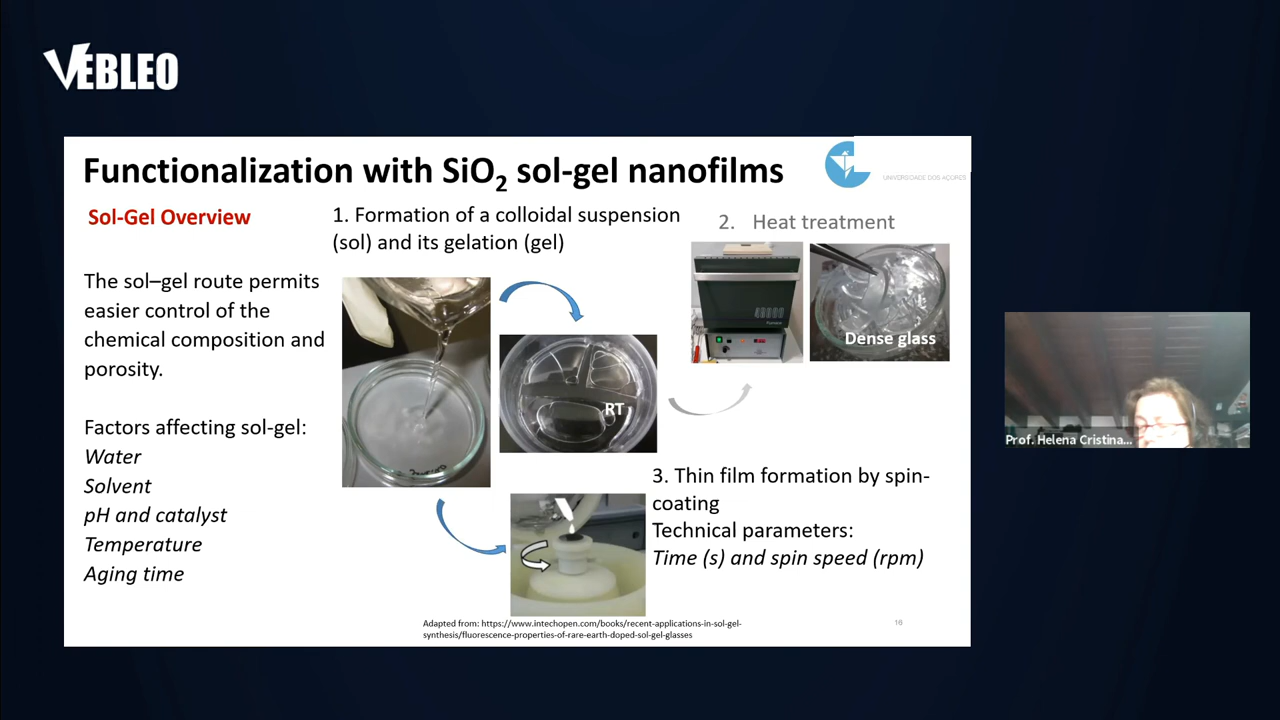 VEBLEO
Functionalization with SiO2 sol-gel nanofilms
UNIVERSIDADE DOS AÇORES
Sol-Gel Overview
The sol–gel route permits
easier control of the
chemical composition and
porosity.
Factors affecting sol-gel:
Water
Solvent
pH and catalyst
Temperature
Aging time
1. Formation of a colloidal suspension
(sol) and its gelation (gel)
RT
2. Heat treatment
48000
Furnace
Dense glass
3. Thin film formation by spin-
coating
Technical parameters:
Time (s) and spin speed (rpm)
Adapted from: https://www.intechopen.com/books/recent-applications-in-sol-gel-
synthesis/fluorescence-properties-of-rare-earth-doped-sol-gel-glasses
16
Prof. Helena Cristina...